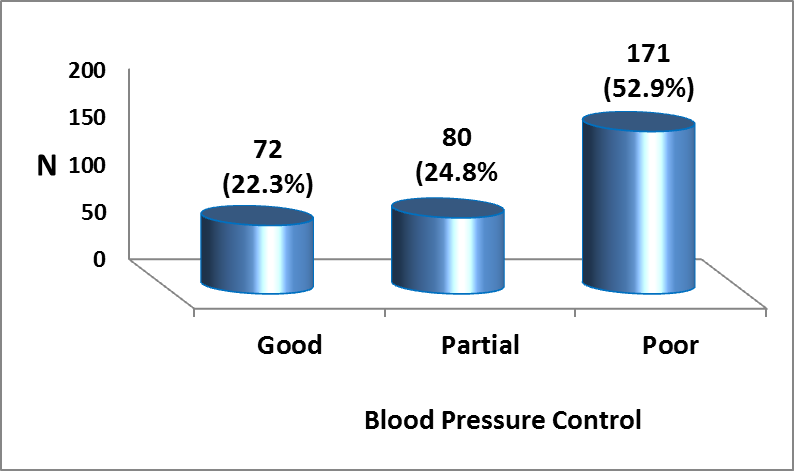 200
150
100
50
0
N
72
(22.3%)
80
(24.8%
171
(52.9%)
Good
Partial
Poor
Blood Pressure Control